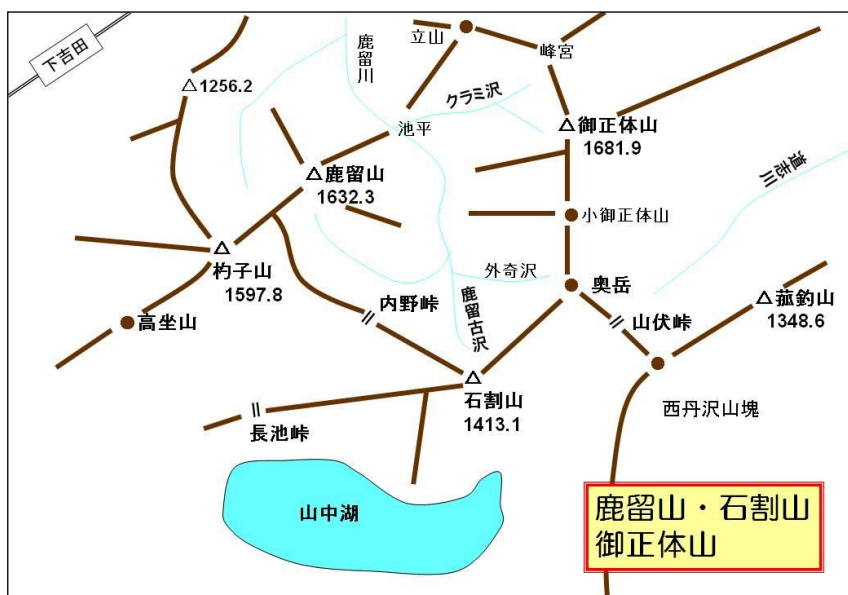 下吉田
△1256.2
鹿留川
立山
峰宮
クラミ沢
池平
△御正体山
1681.9
△鹿留山
1632.3
道志川
小御正体山
杓子山
1597.8
外奇沢
奥岳
内野峠
鹿留古沢
高坐山
山伏峠
△菰釣山
1348.6
石割山
1413.1
西丹沢山塊
長池峠
山中湖
鹿留山・石割山
御正体山